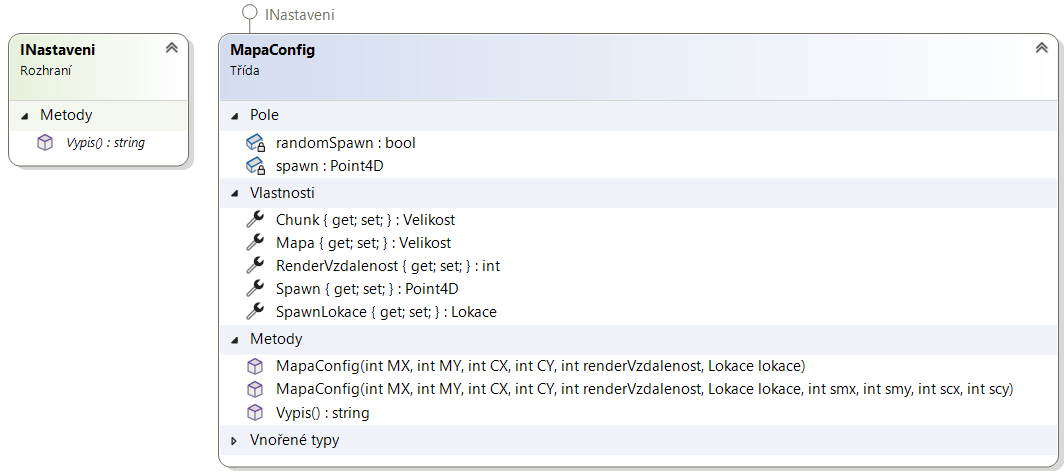 INastaveni
INastaveni
Rozhraní
Metody
Vypis() : string
MapaConfig
Třída
Pole
randomSpawn : bool
spawn : Point4D
Vlastnosti
Chunk { get; set; } : Velikost
Mapa { get; set; } : Velikost
RenderVzdalenost { get; set; } : int
Spawn { get; set; } : Point4D
SpawnLokace { get; set; } : Lokace
Metody
MapaConfig(int MX, int MY, int CX, int CY, int renderVzdalenost, Lokace lokace)
MapaConfig(int MX, int MY, int CX, int CY, int renderVzdalenost, Lokace lokace, int smx, int smy, int scx, int scy)
Vypis() : string
Vnořené typy